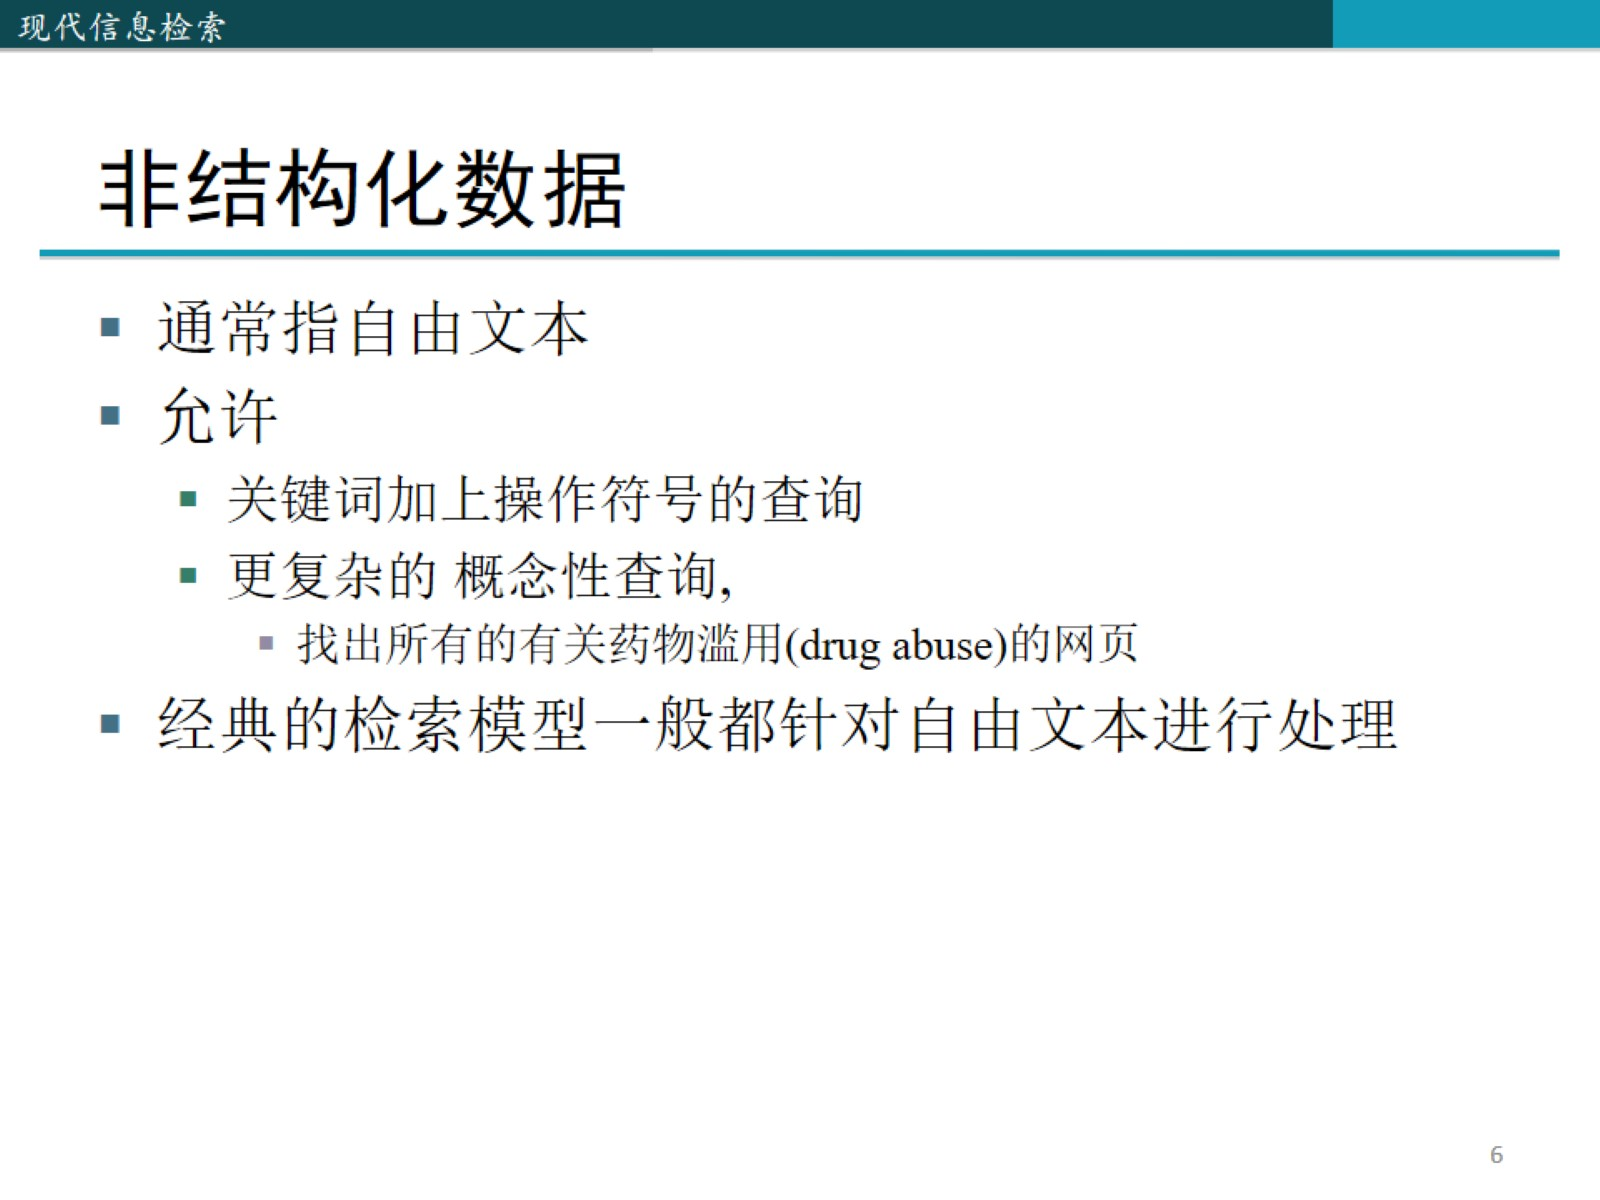 现代信息检索
非结构化数据
通常指自由文本
允许
关键词加上操作符号的查询
更复杂的 概念性查询,
找出所有的有关药物滥用(drug abuse)的网页
经典的检索模型一般都针对自由文本进行处理
6